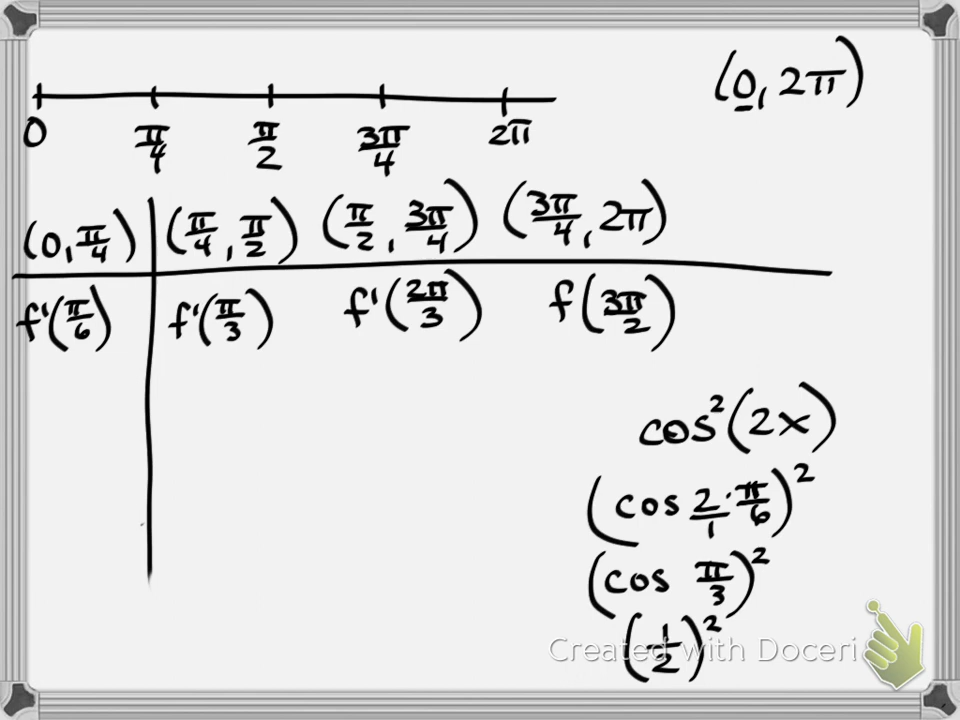 (0, 2π)
0 π/4 π/2 3π/4 2π
(0, π/4) (π/4, π/2) (π/2, 3π/4) (3π/4, 2π)
f'(π/6) f'(π/3) f'(2π/3) f(3π/2)
cos²(2x)
(cos 2/1 · π/6)²
(cos π/3)²
(1/2)²
Created with Doceri